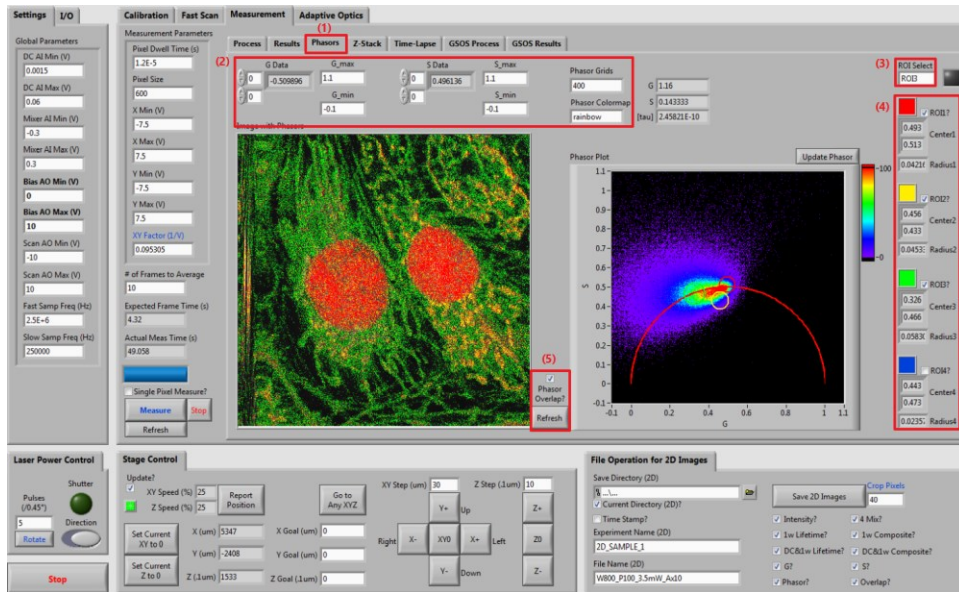 Settings I/O
Global Parameters
DC AI Min (V)
0.0015
DC AI Max (V)
0.06
Mixer AI Min (V)
-0.3
Mixer AI Max (V)
0.3
Bias AO Min (V)
0
Bias AO Max (V)
10
Scan AO Min (V)
-10
Scan AO Max (V)
10
Fast Samp Freq (Hz)
2.5E+6
Slow Samp Freq (Hz)
250000
Calibration Fast Scan Measurement Adaptive Optics
Measurement Parameters
Pixel Dwell Time (s)
1.2E-5
Pixel Size
600
X Min (V)
-7.5
X Max (V)
7.5
Y Min (V)
-7.5
Y Max (V)
7.5
XY Factor (1/V)
0.095305
# of Frames to Average
10
Expected Frame Time (s)
4.32
Actual Meas Time (s)
49.058
Single Pixel Measure?
Measure Stop
Refresh
(1)
Process Results Phasors Z-Stack Time-Lapse GSOS Process GSOS Results
(2)
G Data G_max S Data S_max
0 -0.509896 1.1 0 0.496136 1.1
0 G_min 0 S_min
-0.1 -0.1
Phasor Grids
400
Phasor Colormap
rainbow
G 1.16
S 0.143333
[tau] 2.45821E-10
Image with Phasors
(5)
Phasor
Overlap?
Refresh
Phasor Plot Update Phasor
1.1
1
0.9
0.8
0.7
0.6
0.5
0.4
0.3
0.2
0.1
0
-0.1
S
-0.1 0 0.2 0.4 0.6 0.8 1 1.1
G
100
0
(3) ROI Select
ROI3
(4)
ROI1?
0.493
Center1
0.513
0.0421 Radius1
ROI2?
0.456
Center2
0.433
0.0453 Radius2
ROI3?
0.326
Center3
0.466
0.0583 Radius3
ROI4?
0.443
Center4
0.473
0.0235 Radius4
Laser Power Control
Shutter
Pulses
(/0.45°)
5 Direction
Rotate
Stop
Stage Control
Update?
XY Speed (%) 25
Z Speed (%) 25
Report
Position
Go to
Any XYZ
Set Current
XY to 0
Set Current
Z to 0
X (um) 5347 X Goal (um) 0
Y (um) -2408 Y Goal (um) 0
Z (.1um) 1533 Z Goal (.1um) 0
XY Step (um) 30 Z Step (.1um) 10
Y+ Up Z+
Right X- XY0 X+ Left Z0
Y- Down Z-
File Operation for 2D Images
Save Directory (2D)
% ...\...
Current Directory (2D)?
Time Stamp?
Experiment Name (2D)
2D_SAMPLE_1
File Name (2D)
W800_P100_3.5mW_Ax10
Save 2D Images
Crop Pixels
40
Intensity? 4 Mix?
1w Lifetime? 1w Composite?
DC&1w Lifetime? DC&1w Composite?
G? S?
Phasor? Overlap?